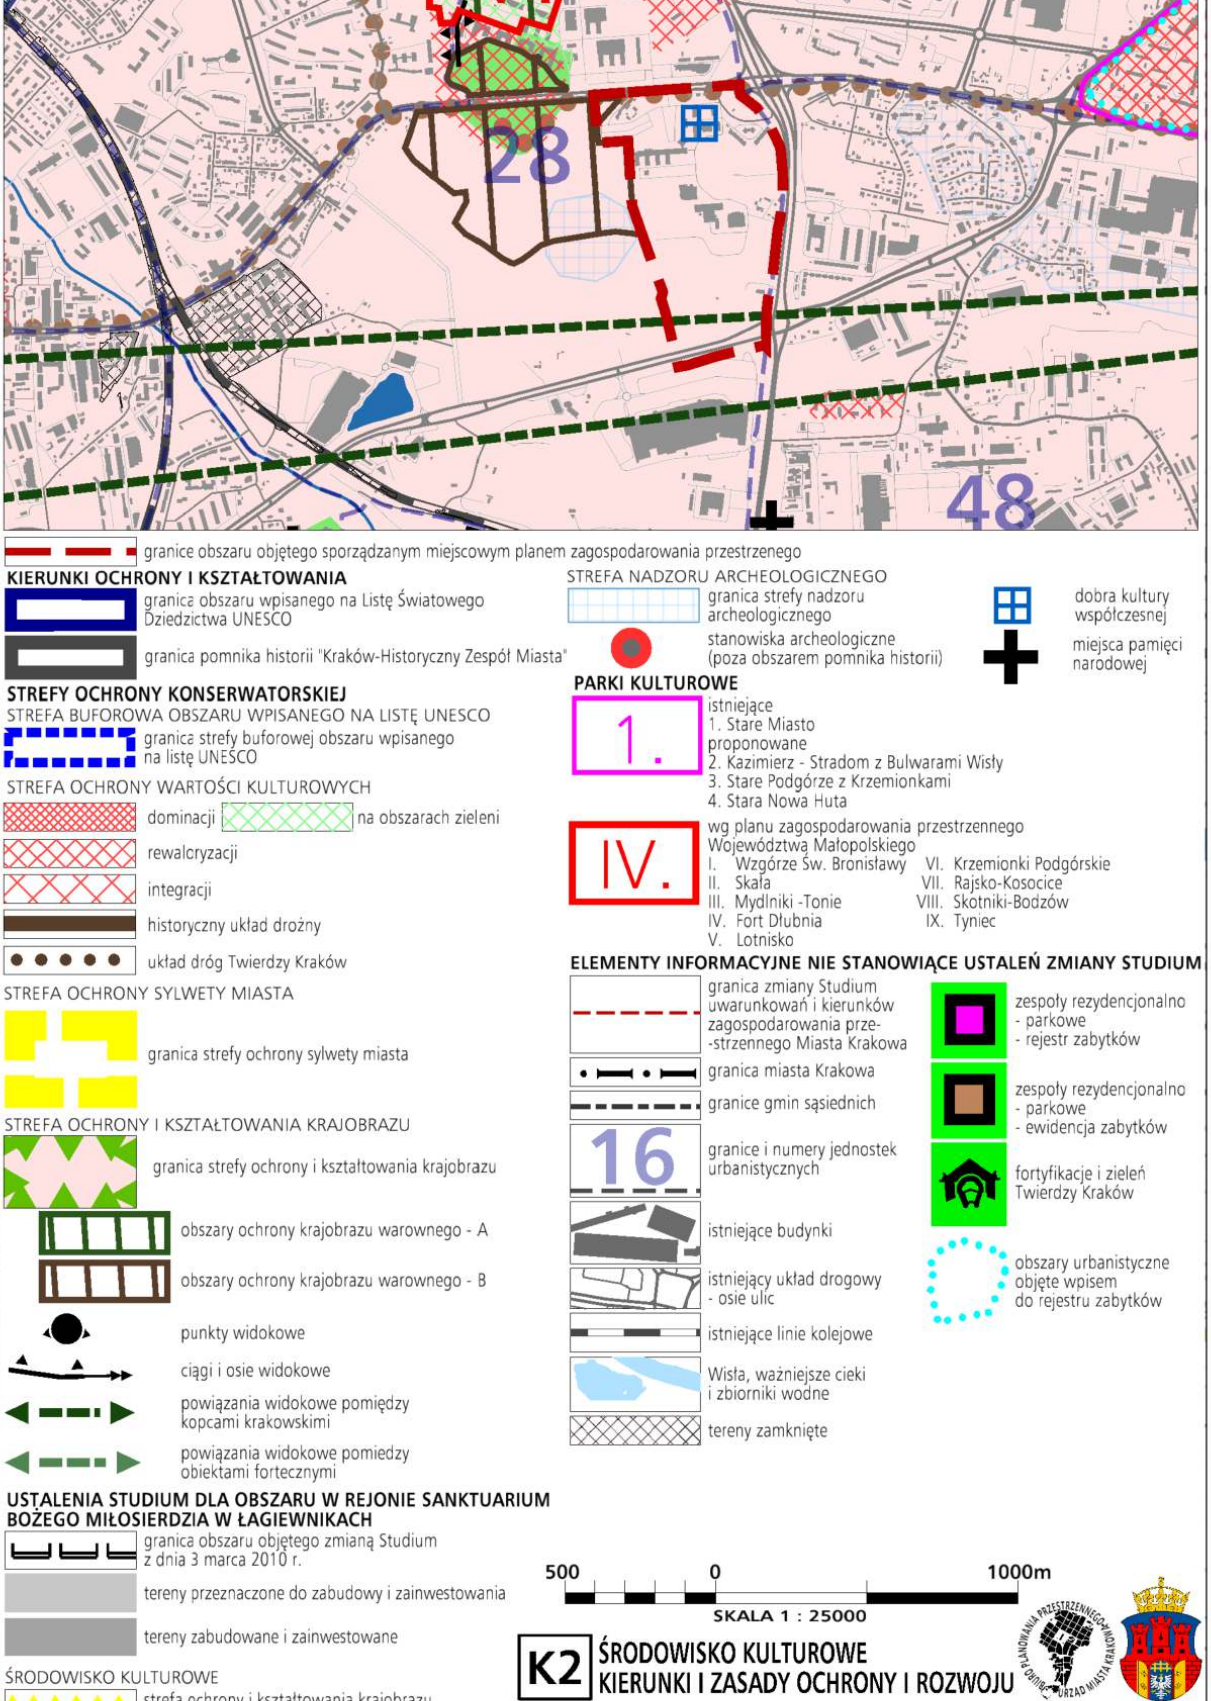 28
48
granice obszaru objętego sporządzanym miejscowym planem zagospodarowania przestrzenego
KIERUNKI OCHRONY I KSZTAŁTOWANIA
granica obszaru wpisanego na Listę Światowego
Dziedzictwa UNESCO
granica pomnika historii "Kraków-Historyczny Zespół Miasta"
STREFY OCHRONY KONSERWATORSKIEJ
STREFA BUFOROWA OBSZARU WPISANEGO NA LISTĘ UNESCO
granica strefy buforowej obszaru wpisanego
na listę UNESCO
STREFA OCHRONY WARTOŚCI KULTUROWYCH
dominacji
na obszarach zieleni
rewaloryzacji
integracji
historyczny układ drożny
układ dróg Twierdzy Kraków
STREFA OCHRONY SYLWETY MIASTA
granica strefy ochrony sylwety miasta
STREFA OCHRONY I KSZTAŁTOWANIA KRAJOBRAZU
granica strefy ochrony i kształtowania krajobrazu
obszary ochrony krajobrazu warownego - A
obszary ochrony krajobrazu warownego - B
punkty widokowe
ciągi i osie widokowe
powiązania widokowe pomiędzy
kopcami krakowskimi
powiązania widokowe pomiedzy
obiektami fortecznymi
USTALENIA STUDIUM DLA OBSZARU W REJONIE SANKTUARIUM
BOŻEGO MIŁOSIERDZIA W ŁAGIEWNIKACH
granica obszaru objętego zmianą Studium
z dnia 3 marca 2010 r.
tereny przeznaczone do zabudowy i zainwestowania
tereny zabudowane i zainwestowane
ŚRODOWISKO KULTUROWE
strefa ochrony i kształtowania krajobrazu
STREFA NADZORU ARCHEOLOGICZNEGO
granica strefy nadzoru
archeologicznego
stanowiska archeologiczne
(poza obszarem pomnika historii)
dobra kultury
współczesnej
miejsca pamięci
narodowej
PARKI KULTUROWE
1.
istniejące
1. Stare Miasto
proponowane
2. Kazimierz - Stradom z Bulwarami Wisły
3. Stare Podgórze z Krzemionkami
4. Stara Nowa Huta
IV.
wg planu zagospodarowania przestrzennego
Województwa Małopolskiego
I. Wzgórze Św. Bronisławy VI. Krzemionki Podgórskie
II. Skała VII. Rajsko-Kosocice
III. Mydlniki -Tonie VIII. Skotniki-Bodzów
IV. Fort Dłubnia IX. Tyniec
V. Lotnisko
ELEMENTY INFORMACYJNE NIE STANOWIĄCE USTALEŃ ZMIANY STUDIUM
granica zmiany Studium
uwarunkowań i kierunków
zagospodarowania prze-
-strzennego Miasta Krakowa
granica miasta Krakowa
granice gmin sąsiednich
16
granice i numery jednostek
urbanistycznych
istniejące budynki
istniejący układ drogowy
- osie ulic
istniejące linie kolejowe
Wisła, ważniejsze cieki
i zbiorniki wodne
tereny zamknięte
zespoły rezydencjonalno
- parkowe
- rejestr zabytków
zespoły rezydencjonalno
- parkowe
- ewidencja zabytków
fortyfikacje i zieleń
Twierdzy Kraków
obszary urbanistyczne
objęte wpisem
do rejestru zabytków
500 0 1000m
SKALA 1 : 25000
K2
ŚRODOWISKO KULTUROWE
KIERUNKI I ZASADY OCHRONY I ROZWOJU
BIURO PLANOWANIA PRZESTRZENNEGO
URZĄD MIASTA KRAKOWA